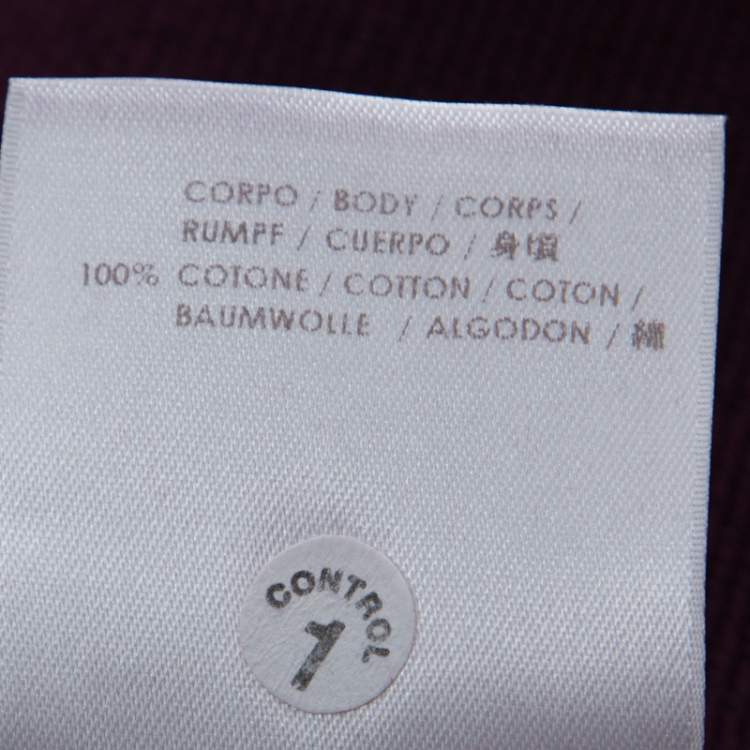 CORPO / BODY / CORPS /
RUMPF / CUERPO / 身頃
100% COTONE / COTTON / COTON /
BAUMWOLLE / ALGODON / 綿
CONTROL
1